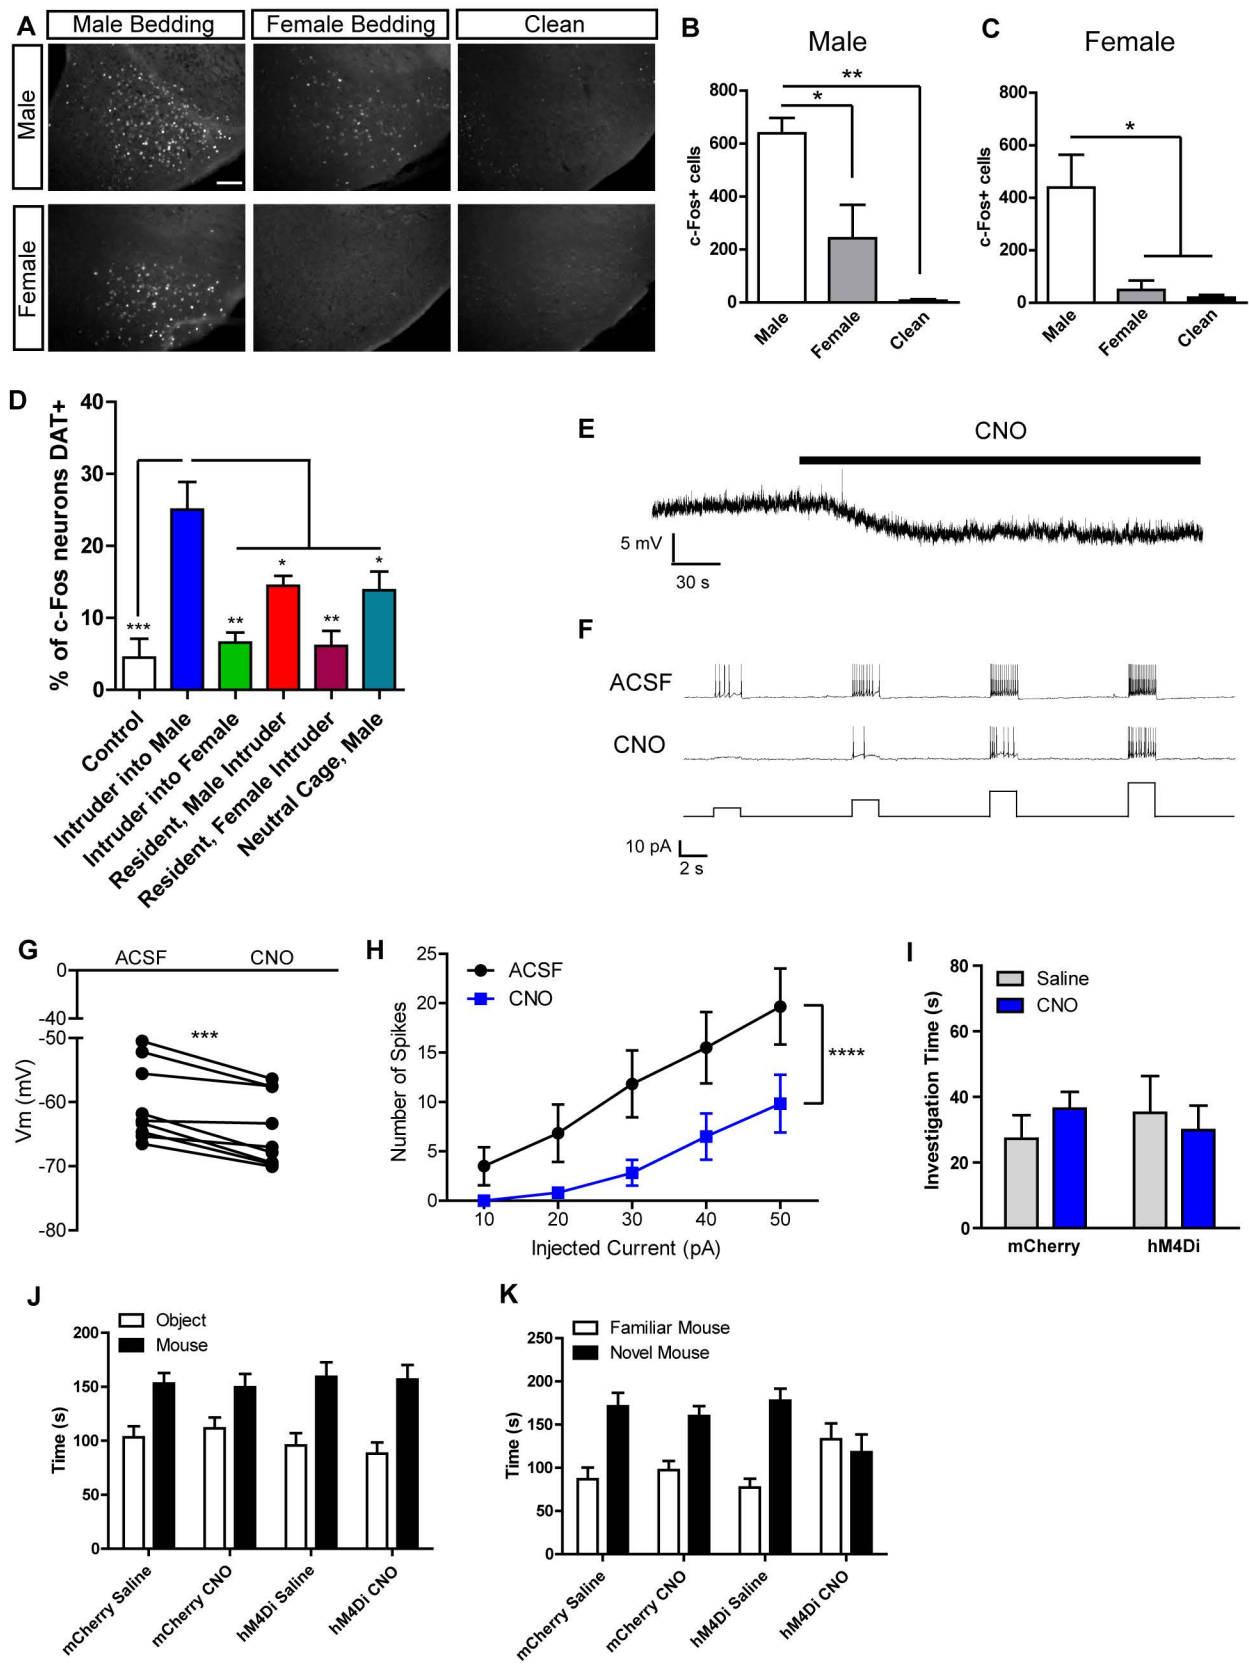 A
Male Bedding
Female Bedding
Clean
Male
Female
B
Male
c-Fos+ cells
800
600
400
200
0
*
**
Male
Female
Clean
C
Female
c-Fos+ cells
800
600
400
200
0
*
Male
Female
Clean
D
% of c-Fos neurons DAT+
40
30
20
10
0
***
**
*
**
*
Control
Intruder into Male
Intruder into Female
Resident, Male Intruder
Resident, Female Intruder
Neutral Cage, Male
E
CNO
5 mV
30 s
F
ACSF
CNO
10 pA
2 s
G
ACSF
CNO
Vm (mV)
0
-40
-50
-60
-70
-80
***
H
Number of Spikes
25
20
15
10
5
0
ACSF
CNO
****
10 20 30 40 50
Injected Current (pA)
I
Investigation Time (s)
80
60
40
20
0
Saline
CNO
mCherry
hM4Di
J
Object
Mouse
Time (s)
200
150
100
50
0
mCherry Saline
mCherry CNO
hM4Di Saline
hM4Di CNO
K
Familiar Mouse
Novel Mouse
Time (s)
250
200
150
100
50
0
mCherry Saline
mCherry CNO
hM4Di Saline
hM4Di CNO